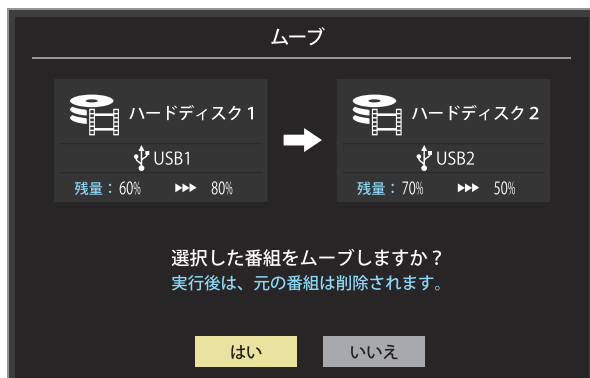 ムーブ
ハードディスク1
ハードディスク2
USB1
USB2
残量：60% ▸▸▸ 80%
残量：70% ▸▸▸ 50%
選択した番組をムーブしますか？
実行後は、元の番組は削除されます。
はい
いいえ